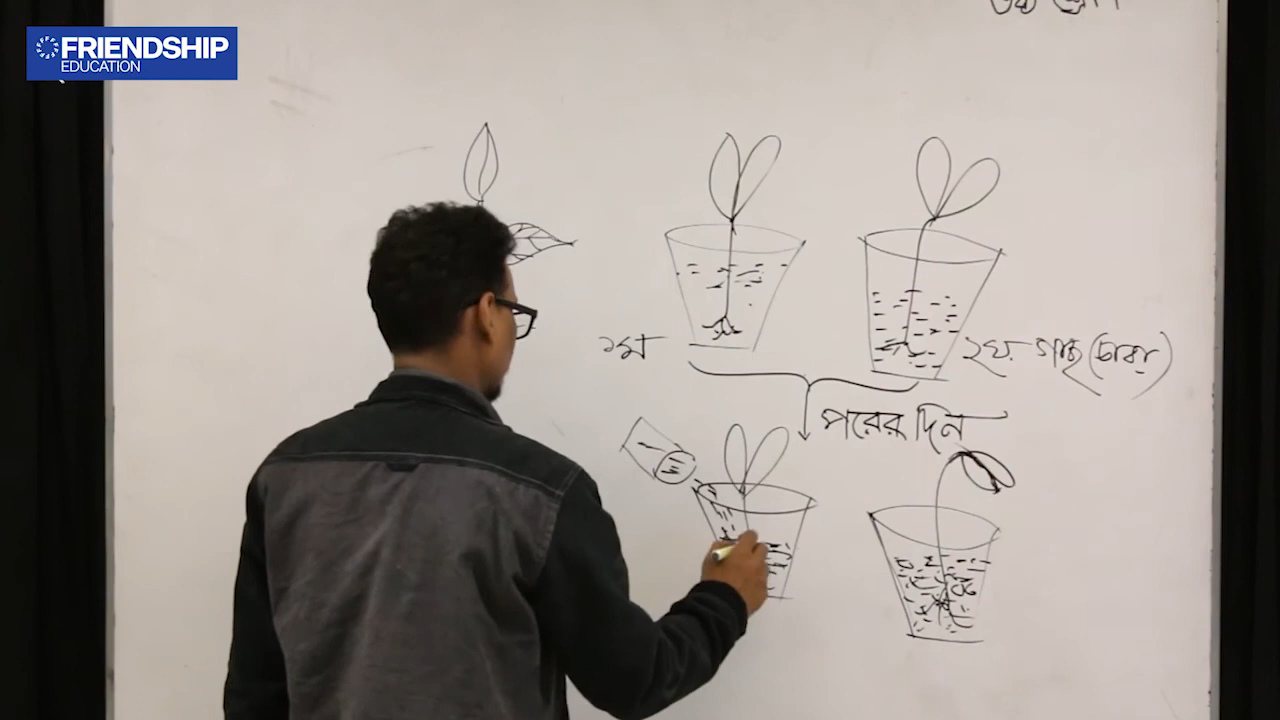 FRIENDSHIP
EDUCATION
১ম
২য় গাছ (চারা)
পরের দিন